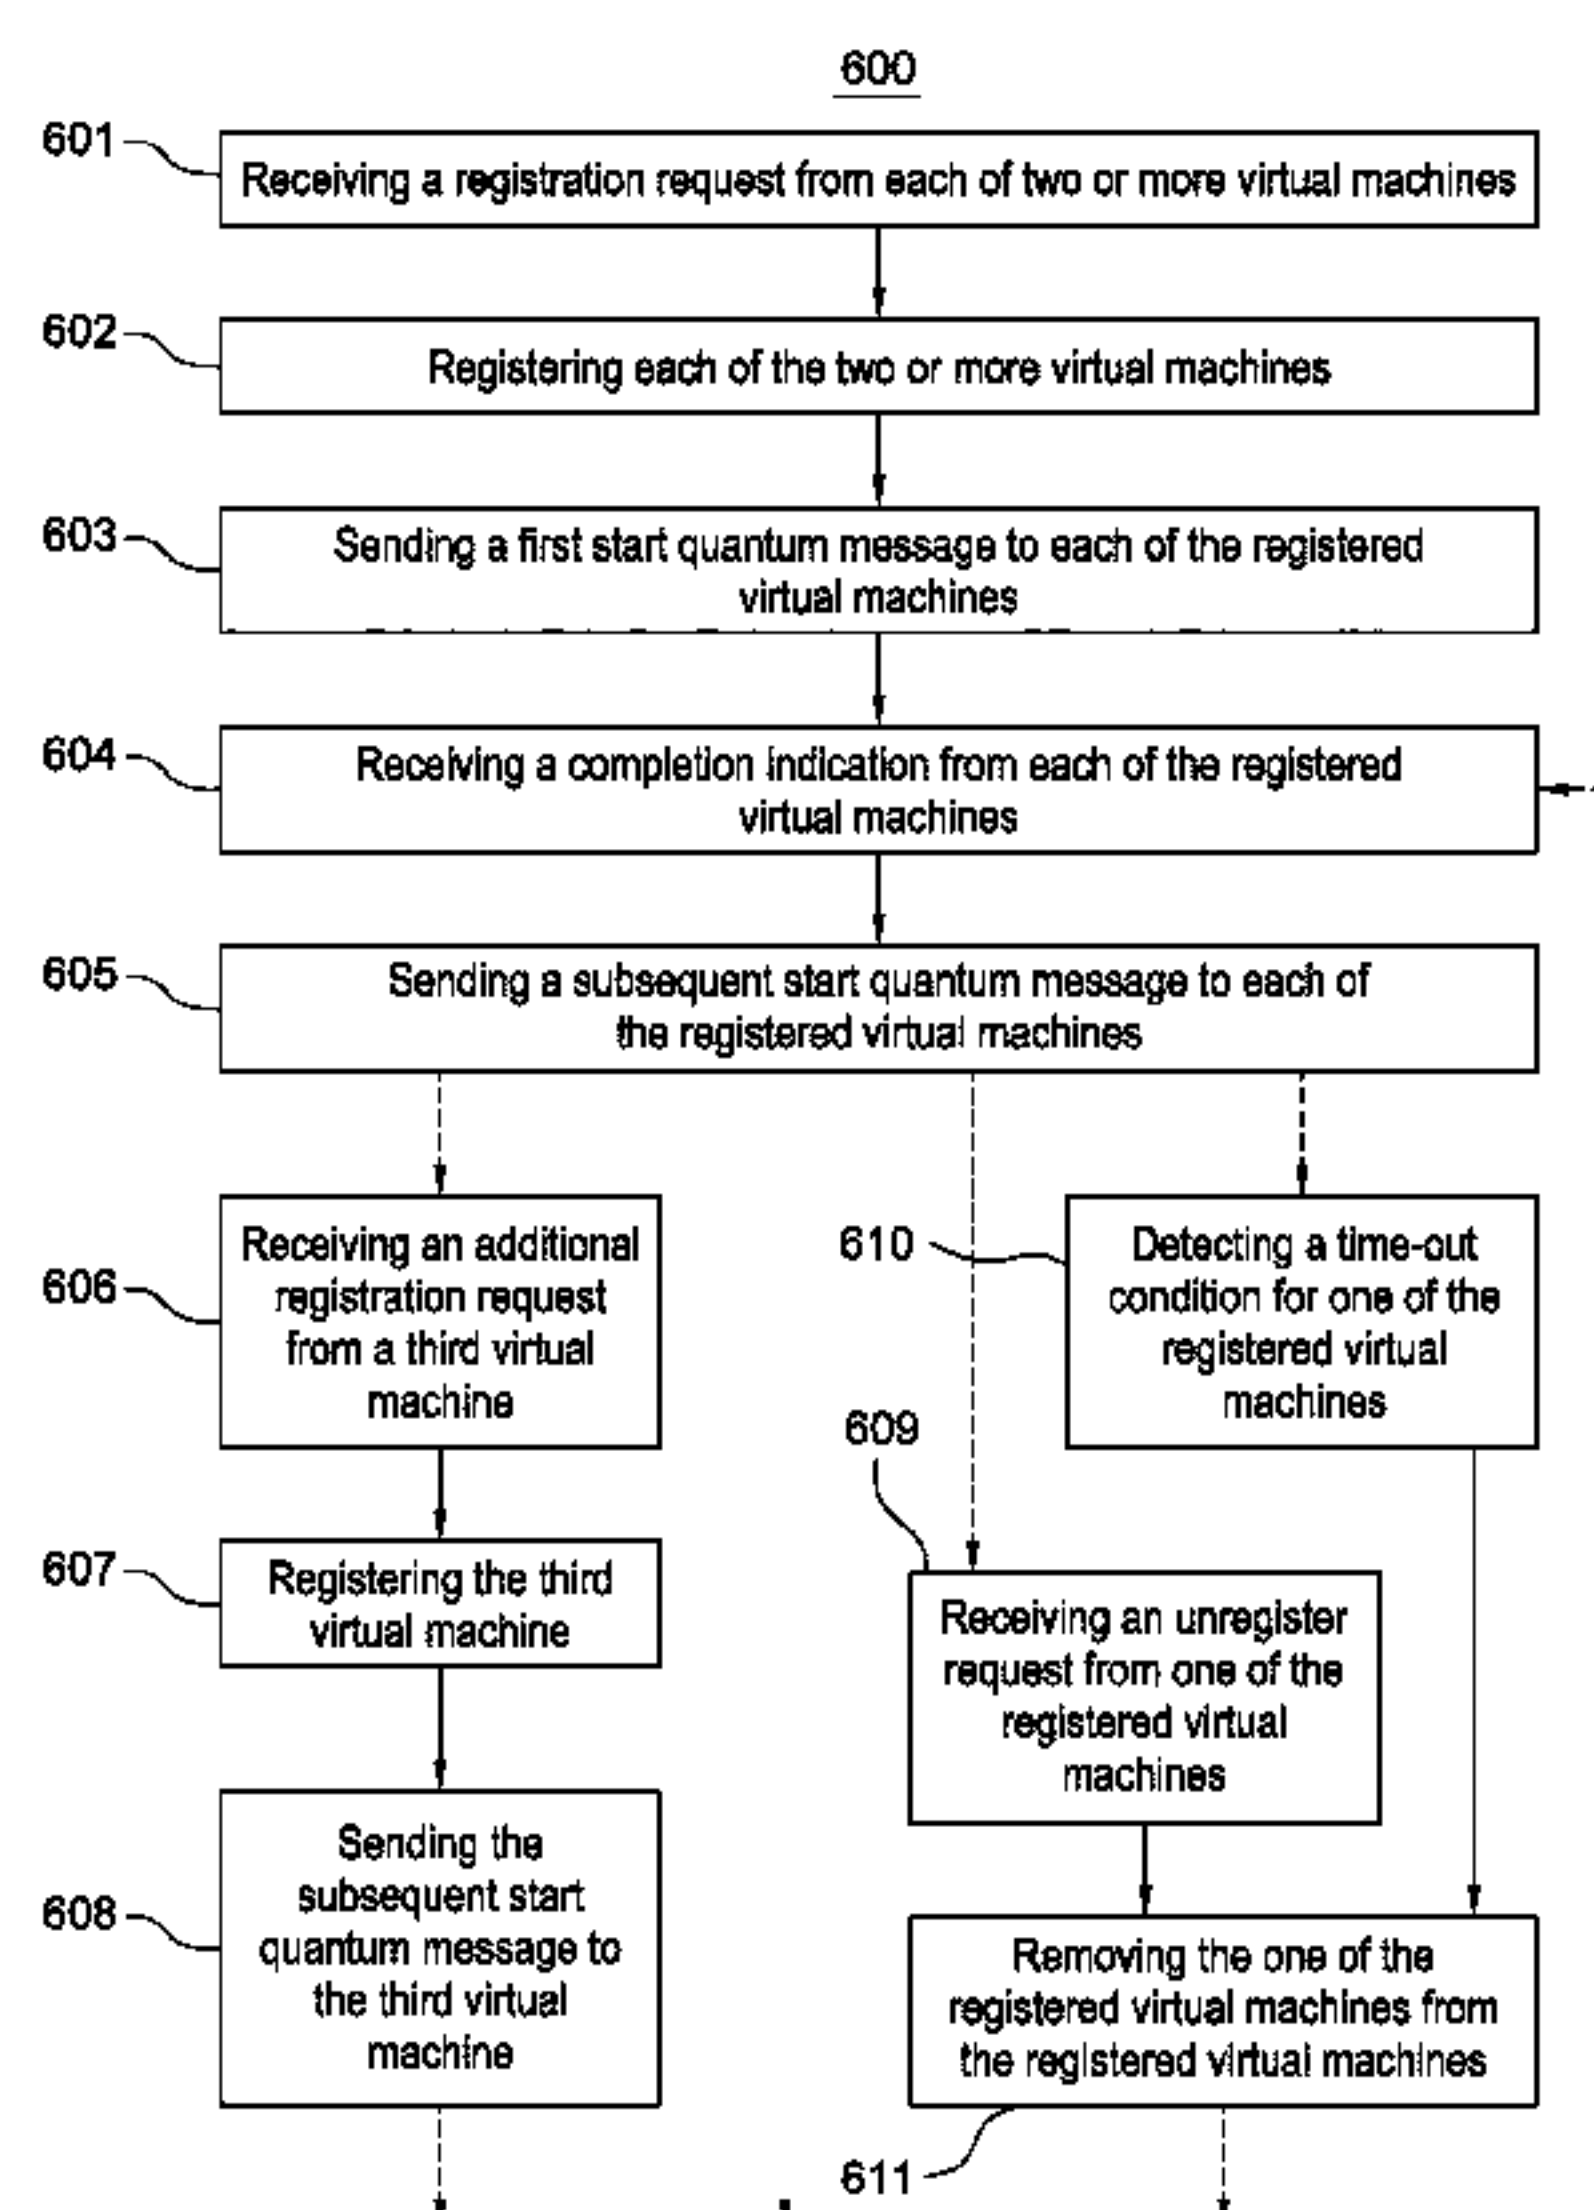 600
601
Receiving a registration request from each of two or more virtual machines
602
Registering each of the two or more virtual machines
603
Sending a first start quantum message to each of the registered
virtual machines
604
Receiving a completion indication from each of the registered
virtual machines
605
Sending a subsequent start quantum message to each of
the registered virtual machines
606
Receiving an additional
registration request
from a third virtual
machine
610
Detecting a time-out
condition for one of the
registered virtual
machines
609
Receiving an unregister
request from one of the
registered virtual
machines
607
Registering the third
virtual machine
608
Sending the
subsequent start
quantum message to
the third virtual
machine
Removing the one of the
registered virtual machines from
the registered virtual machines
611